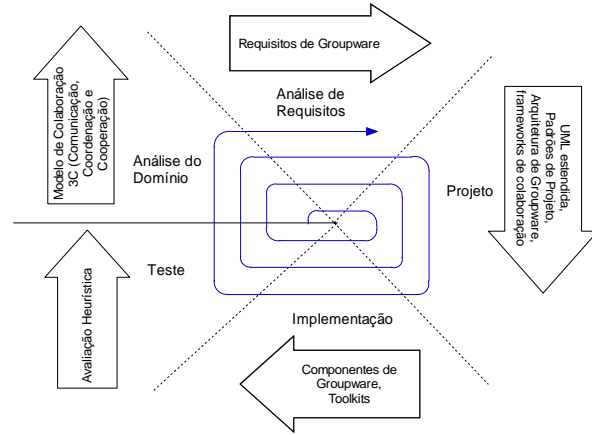 Requisitos de Groupware
Modelo de Colaboração
3C (Comunicação,
Coordenação e
Cooperação)
Análise de
Requisitos
Análise do
Domínio
Projeto
UML estendida,
Padrões de Projeto,
Arquitetura de Groupware,
frameworks de colaboração
Teste
Avaliação Heurística
Implementação
Componentes de
Groupware,
Toolkits